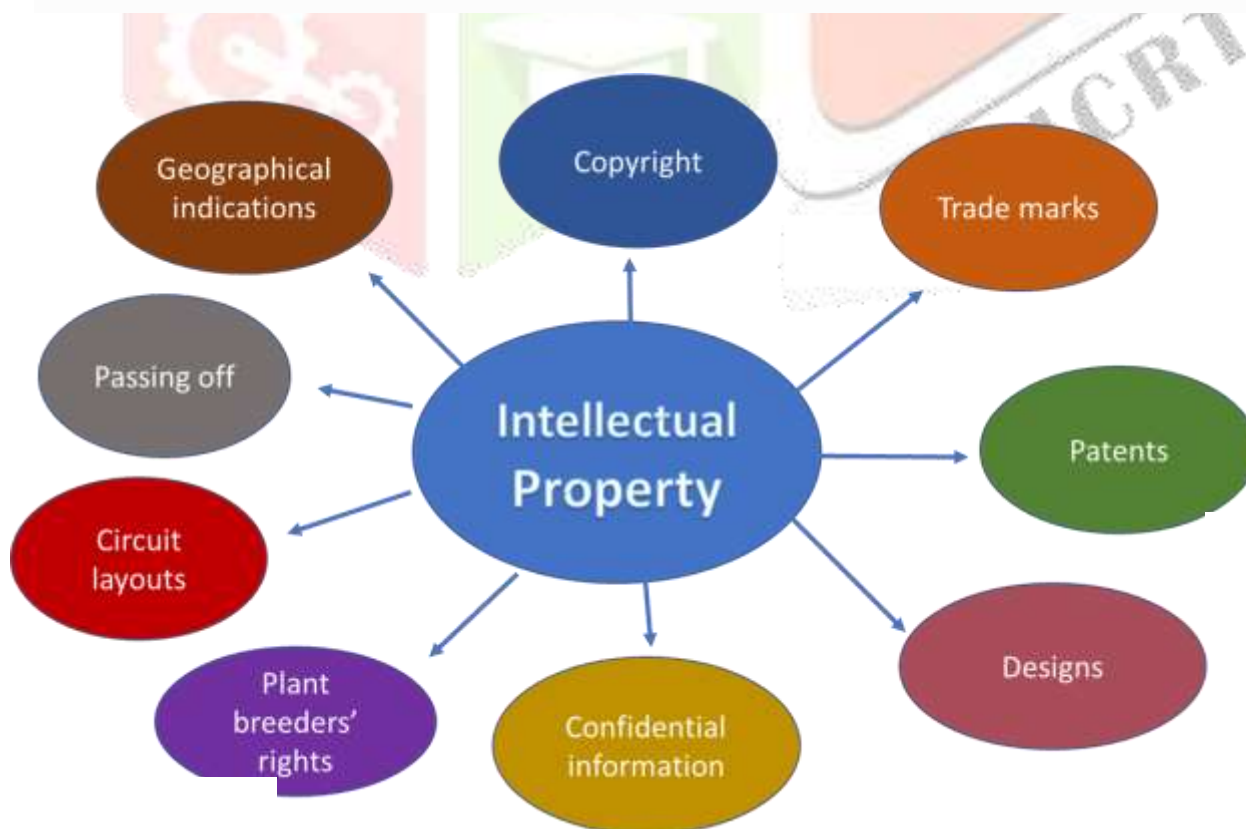 Intellectual
Property
Copyright
Trade marks
Patents
Designs
Confidential
information
Plant
breeders’
rights
Circuit
layouts
Passing off
Geographical
indications